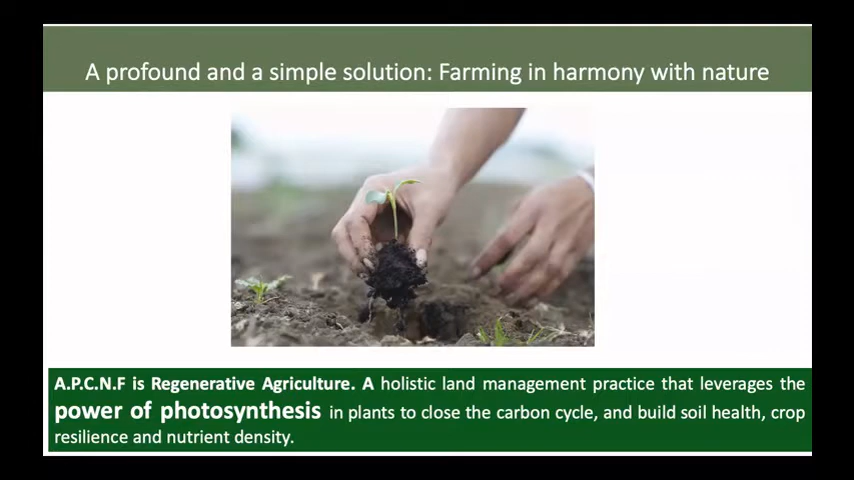 A profound and a simple solution: Farming in harmony with nature
A.P.C.N.F is Regenerative Agriculture. A holistic land management practice that leverages the
power of photosynthesis in plants to close the carbon cycle, and build soil health, crop
resilience and nutrient density.